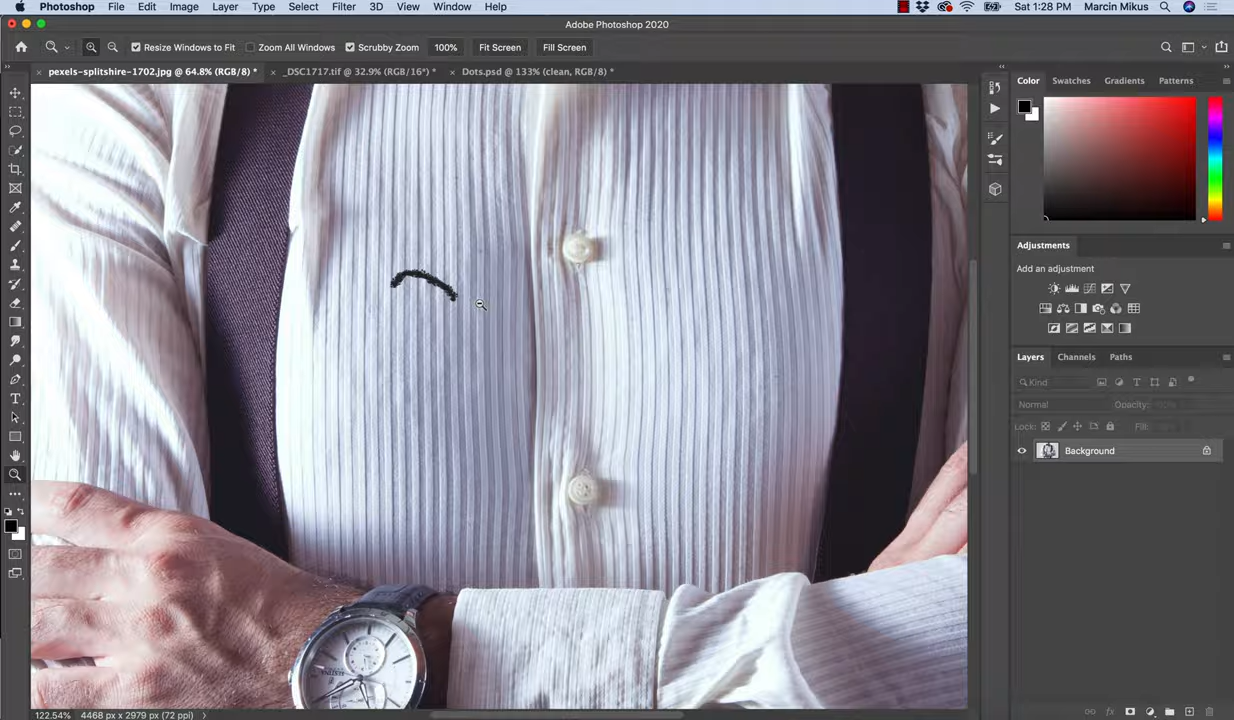 Photoshop File Edit Image Layer Type Select Filter 3D View Window Help Sat 1:28 PM Marcin Mikus
Adobe Photoshop 2020
Resize Windows to Fit Zoom All Windows Scrubby Zoom 100% Fit Screen Fill Screen
pexels-splitshire-1702.jpg @ 64.8% (RGB/8) * _DSC1717.tif @ 32.9% (RGB/16*) * Dots.psd @ 133% (clean, RGB/8) *
Color Swatches Gradients Patterns
Adjustments
Add an adjustment
Layers Channels Paths
Kind
Normal Opacity:
Lock: Fill:
Background
122.54% 4468 px x 2979 px (72 ppi)